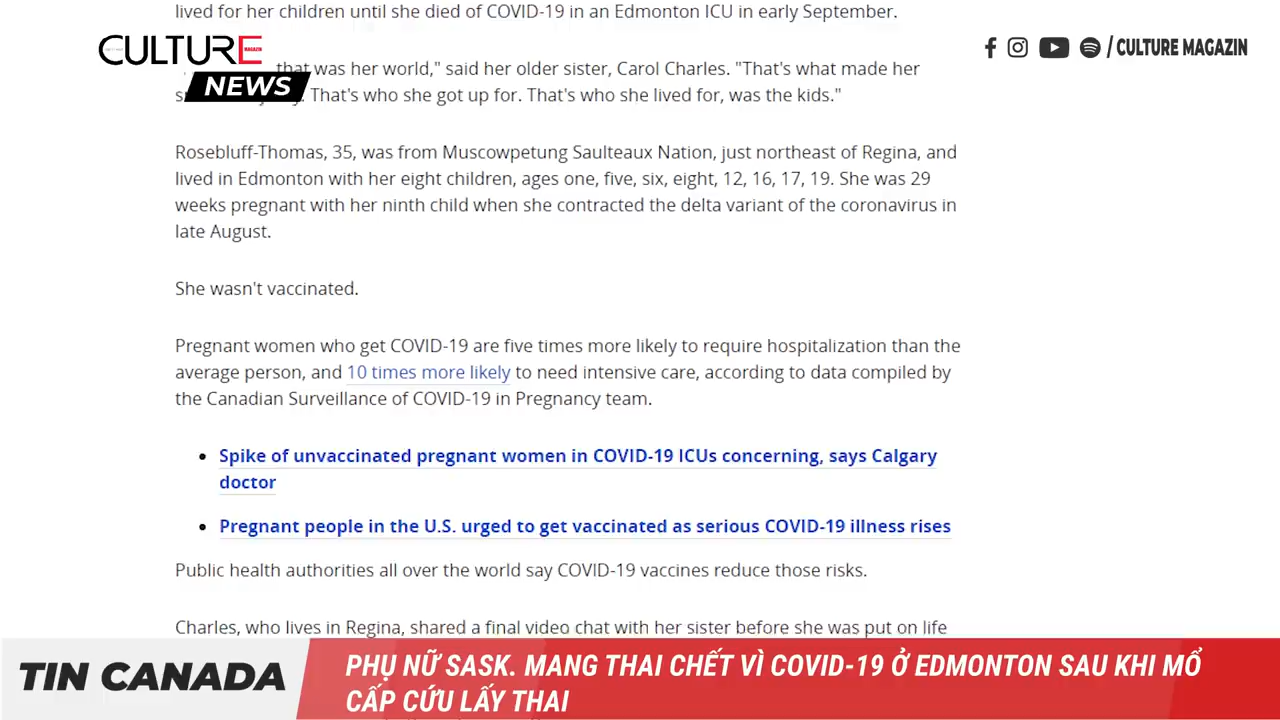 lived for her children until she died of COVID-19 in an Edmonton ICU in early September.
CULTURE MAGAZIN
NEWS
/ CULTURE MAGAZIN
that was her world," said her older sister, Carol Charles. "That's what made her
That's who she got up for. That's who she lived for, was the kids."
Rosebluff-Thomas, 35, was from Muscowpetung Saulteaux Nation, just northeast of Regina, and
lived in Edmonton with her eight children, ages one, five, six, eight, 12, 16, 17, 19. She was 29
weeks pregnant with her ninth child when she contracted the delta variant of the coronavirus in
late August.
She wasn't vaccinated.
Pregnant women who get COVID-19 are five times more likely to require hospitalization than the
average person, and 10 times more likely to need intensive care, according to data compiled by
the Canadian Surveillance of COVID-19 in Pregnancy team.
• Spike of unvaccinated pregnant women in COVID-19 ICUs concerning, says Calgary
doctor
• Pregnant people in the U.S. urged to get vaccinated as serious COVID-19 illness rises
Public health authorities all over the world say COVID-19 vaccines reduce those risks.
Charles, who lives in Regina, shared a final video chat with her sister before she was put on life
TIN CANADA
PHỤ NỮ SASK. MANG THAI CHẾT VÌ COVID-19 Ở EDMONTON SAU KHI MỔ
CẤP CỨU LẤY THAI